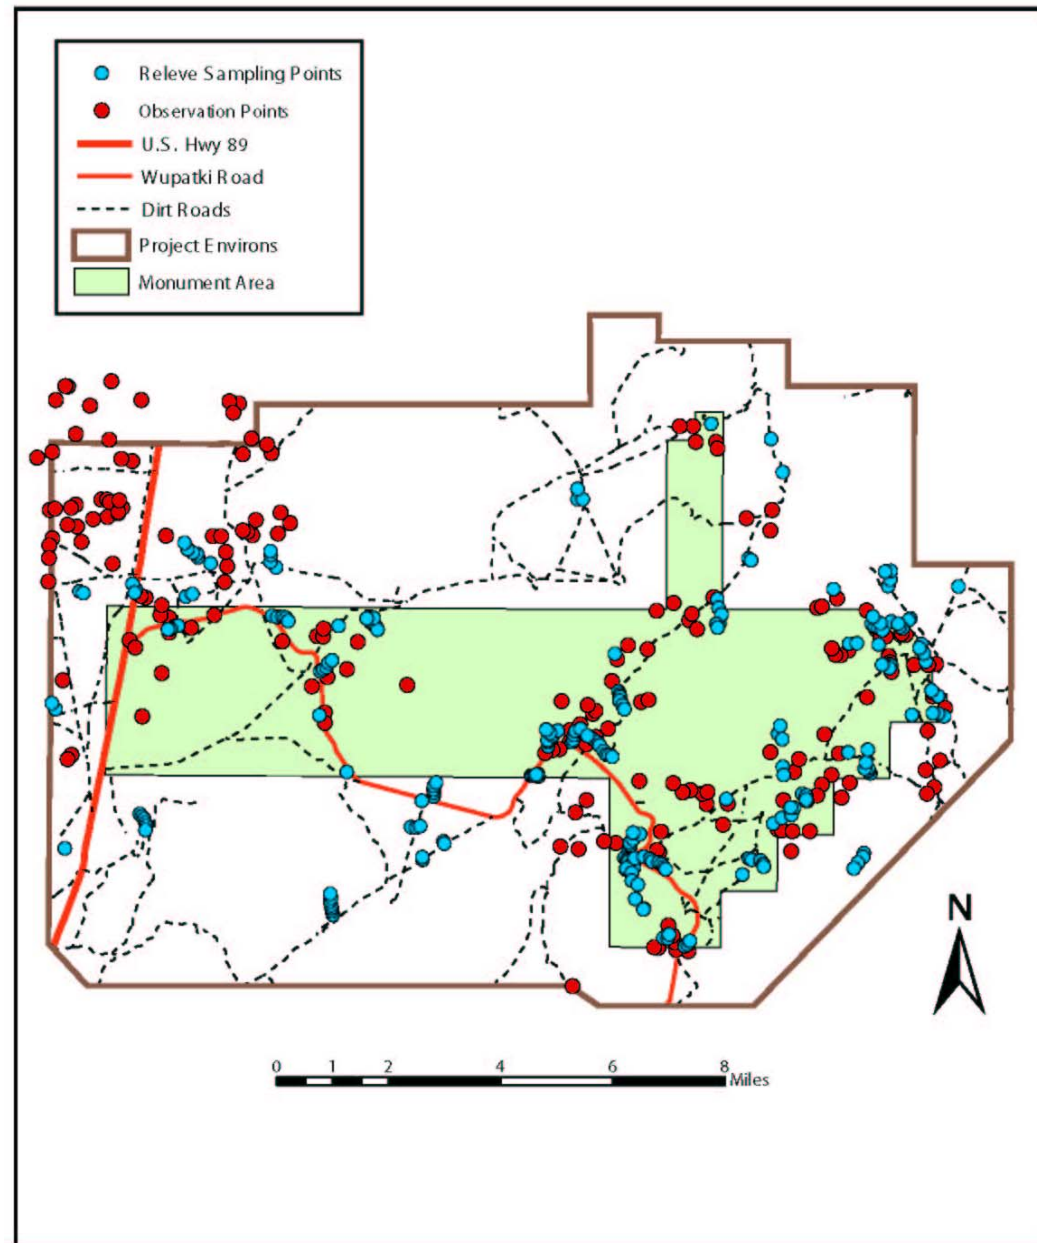 Releve Sampling Points
Observation Points
U.S. Hwy 89
Wupatki Road
Dirt Roads
Project Environs
Monument Area
N
0 1 2 4 6 8
Miles